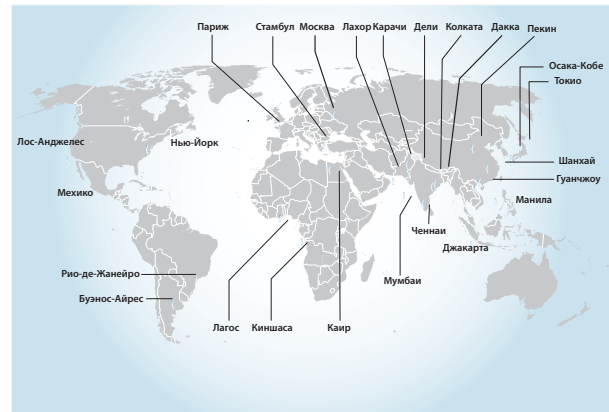 Париж Стамбул Москва Лахор Карачи Дели Колката Дакка Пекин
Осака-Кобе
Токио
Лос-Анджелес
Нью-Йорк
Шанхай
Гуанчжоу
Мехико
Манила
Ченнаи
Джакарта
Рио-де-Жанейро
Мумбаи
Буэнос-Айрес
Лагос Киншаса Каир